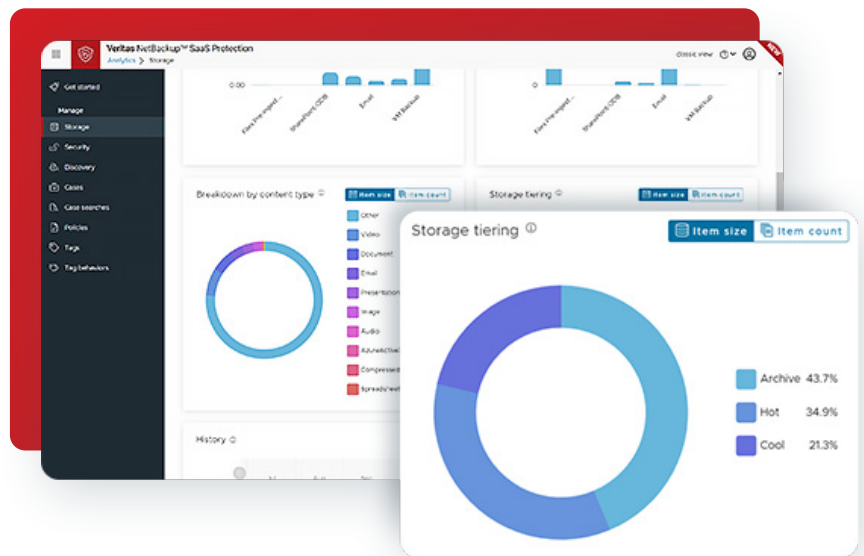 Veritas NetBackup™ SaaS Protection
Analytics > Storage
classic view
NEW
Get started
Manage
Storage
Security
Discovery
Cases
Case searches
Policies
Tags
Tag behaviors
0.00
SharePoint ODB
Email
VM Backup
0
SharePoint ODB
Email
VM Backup
Breakdown by content type
Item size
Item count
Other
Video
Document
Email
Presentation
Image
Audio
Compressed
Spreadsheet
Storage tiering
Item size
Item count
History
Storage tiering
Item size
Item count
Archive 43.7%
Hot 34.9%
Cool 21.3%